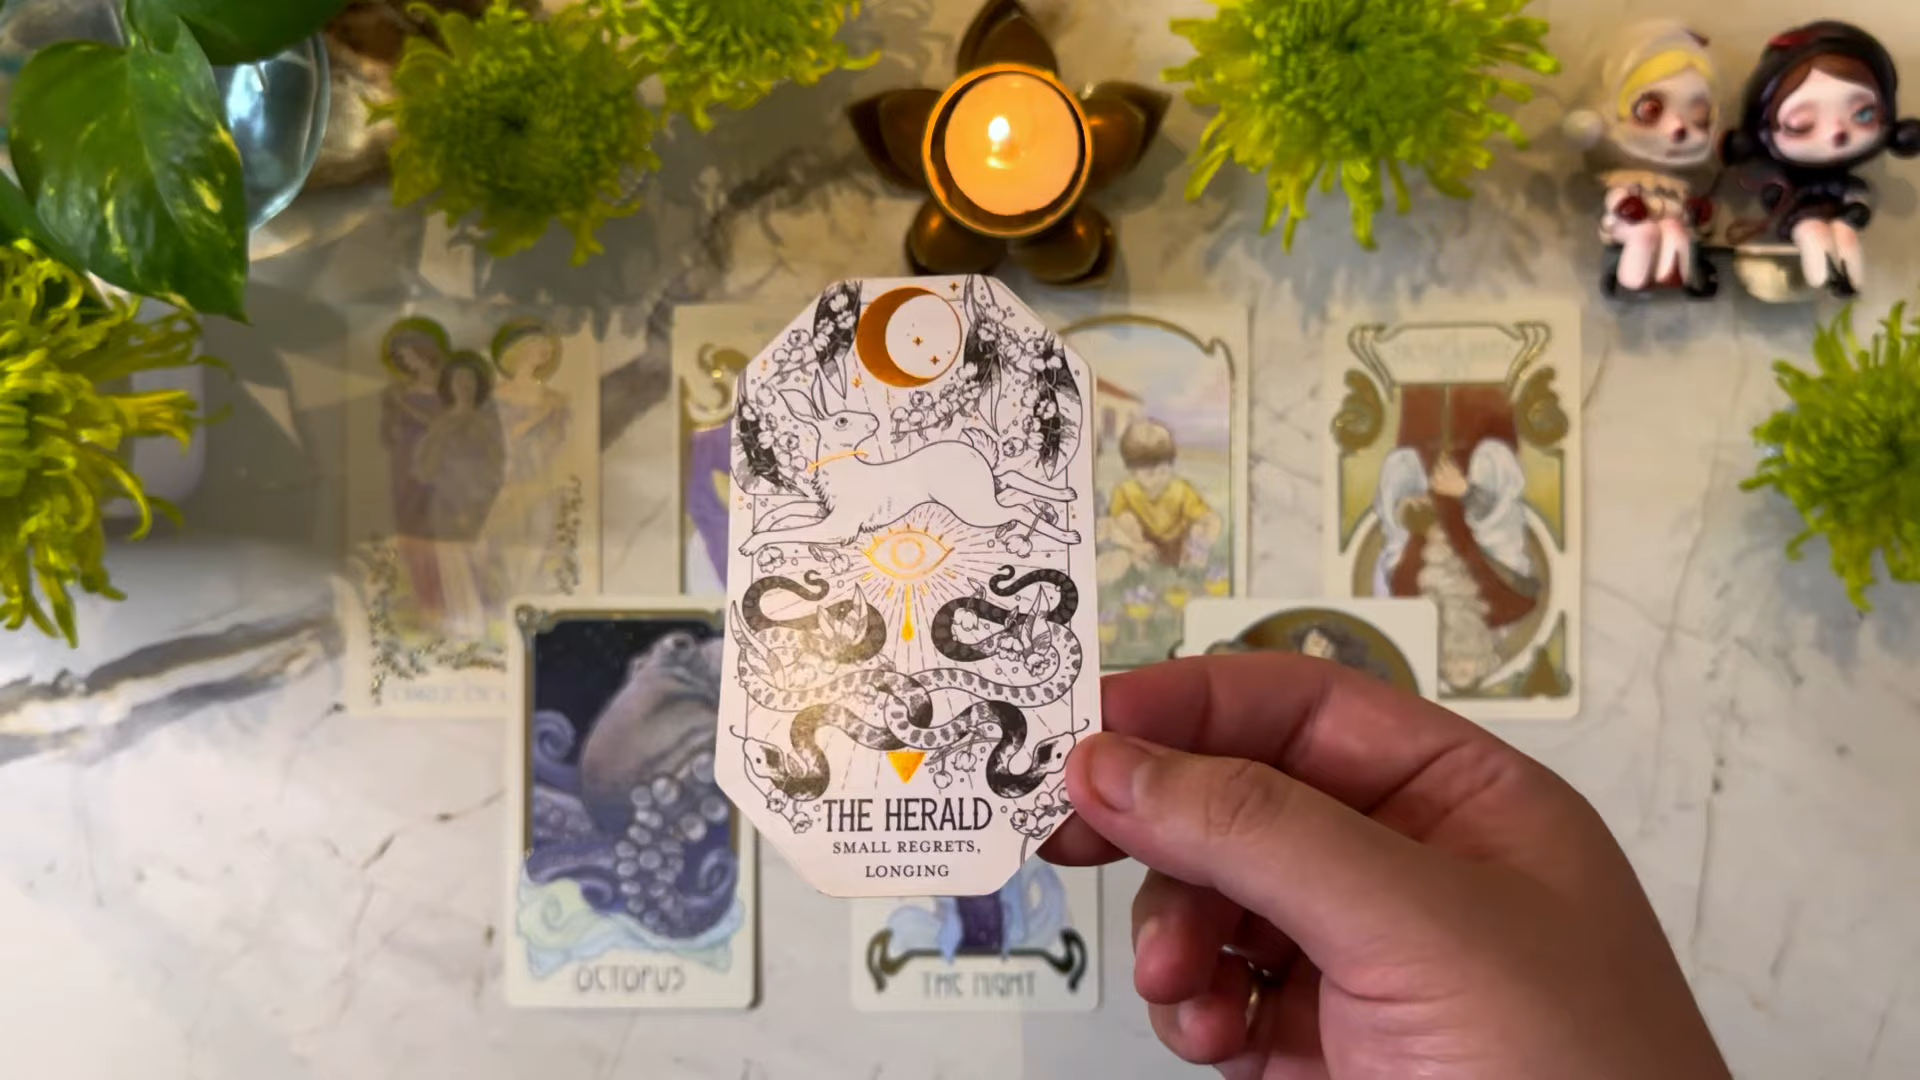 THE HERALD
SMALL REGRETS,
LONGING
OCTOPUS
THE NIGHT